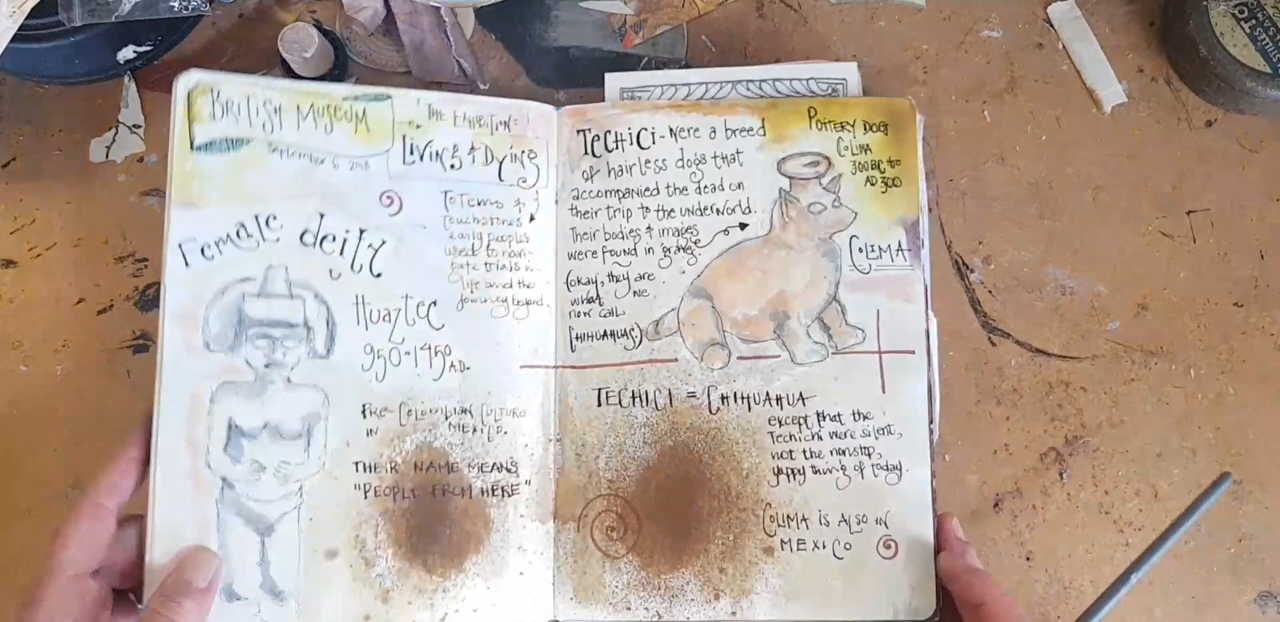 British Museum
September 6, 2018
The Exhibition:
Living & Dying
Totems &
Touchstones
early peoples
used to navi-
gate trials in
life and the
journey beyond.
Female deity
Huaztec
950-1450
A.D.
Pre-Colombian culture
in MEXICO.
THEIR NAME MEANS
"PEOPLE FROM HERE"
TECHICI - Were a breed
of hairless dogs that
accompanied the dead on
their trip to the underworld.
Their bodies & images
were found in graves.
(okay, they are
what we
now call
CHIHUAHUAS)
POTTERY DOG
COLIMA
300 BC to
AD 300
COLIMA
TECHICI = CHIHUAHUA
except that the
Techichi were silent,
not the nonstop,
yappy thing of today.
COLIMA is ALSO iN
MEXiCO